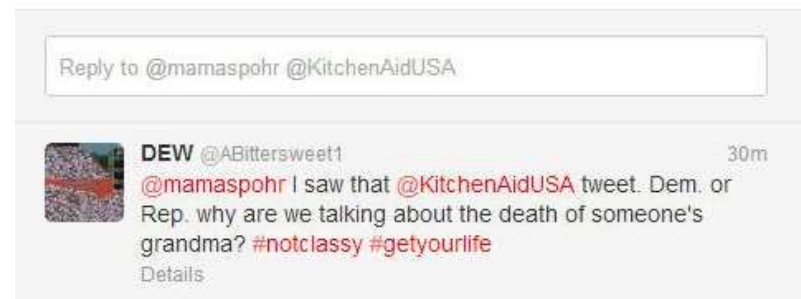 Reply to @mamaspohr @KitchenAidUSA
DEW @ABittersweet1 30m
@mamaspohr I saw that @KitchenAidUSA tweet. Dem. or
Rep. why are we talking about the death of someone's
grandma? #notclassy #getyourlife
Details